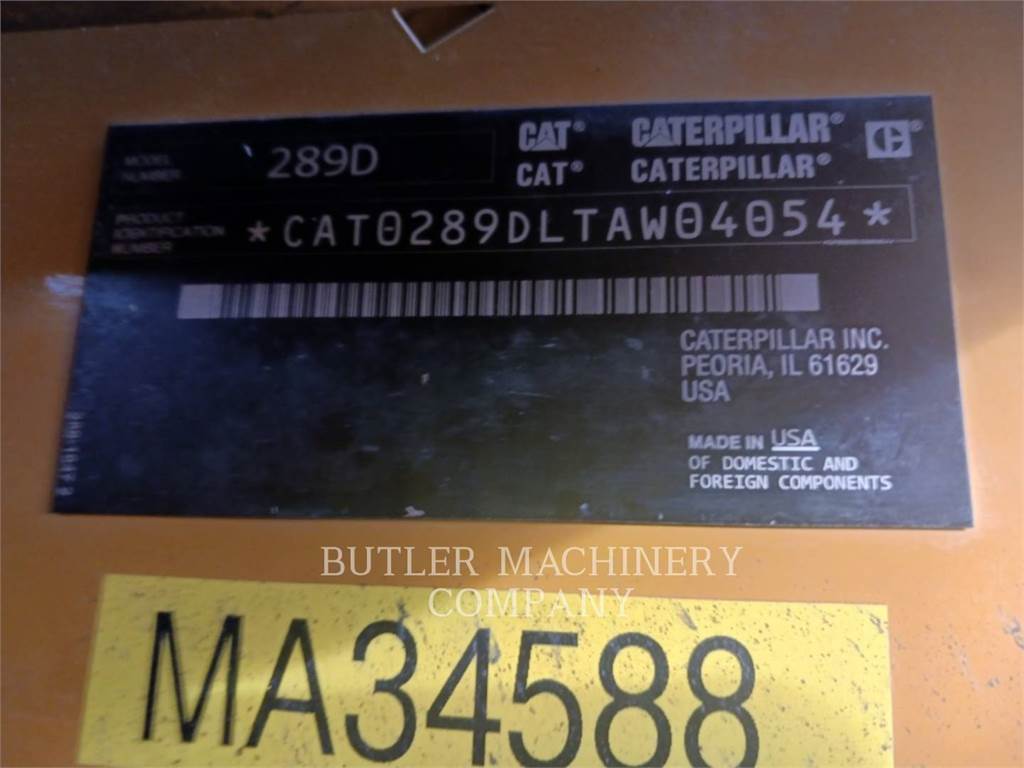 MODEL NUMBER 289D
CAT® CATERPILLAR®
CAT® CATERPILLAR®
PRODUCT IDENTIFICATION NUMBER *CAT0289DLTAW04054*
CATERPILLAR INC.
PEORIA, IL 61629
USA
MADE IN USA
OF DOMESTIC AND
FOREIGN COMPONENTS
BUTLER MACHINERY
COMPANY
MA34588